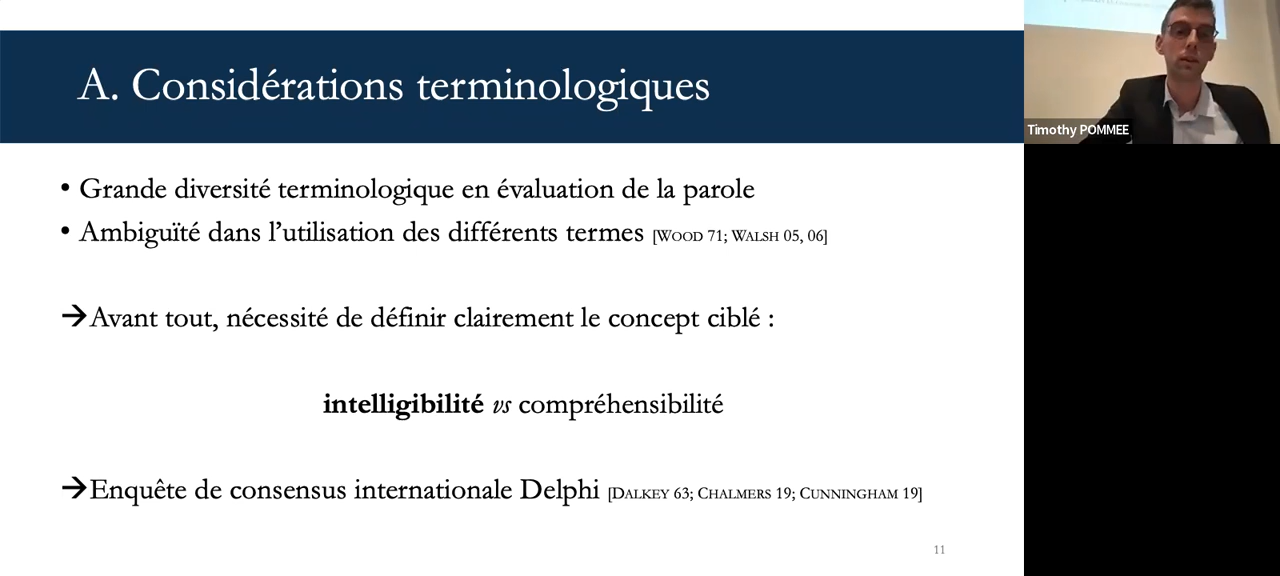 A. Considérations terminologiques
• Grande diversité terminologique en évaluation de la parole
• Ambiguïté dans l’utilisation des différents termes [Wood 71; Walsh 05, 06]
→Avant tout, nécessité de définir clairement le concept ciblé :
intelligibilité vs compréhensibilité
→Enquête de consensus internationale Delphi [Dalkey 63; Chalmers 19; Cunningham 19]
11
Timothy POMMEE